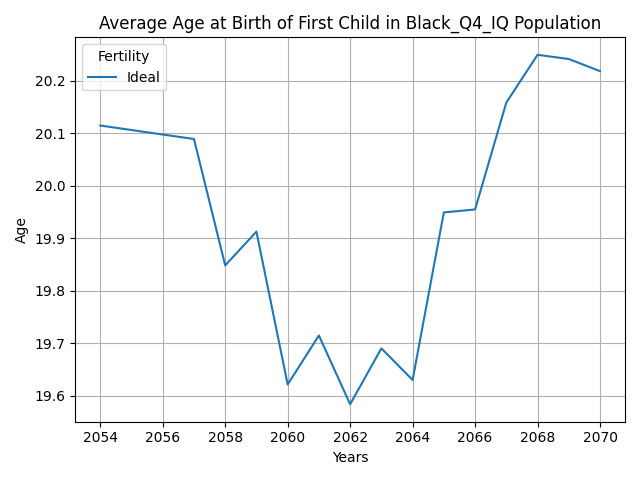 Average Age at Birth of First Child in Black_Q4_IQ Population
Fertility
Ideal
Age
20.2
20.1
20.0
19.9
19.8
19.7
19.6
2054 2056 2058 2060 2062 2064 2066 2068 2070
Years